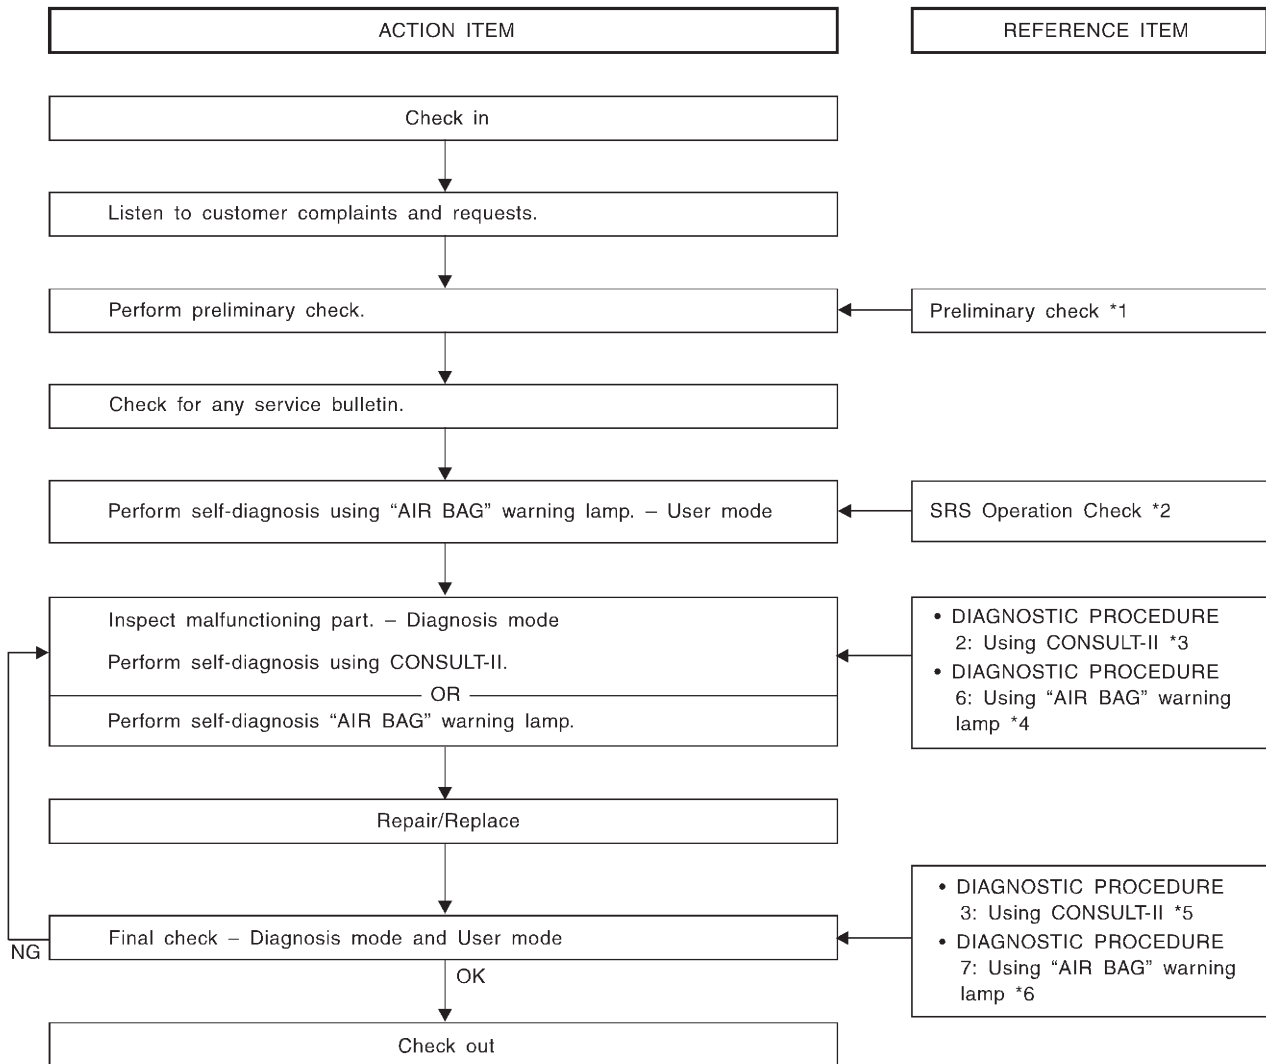 ACTION ITEM
REFERENCE ITEM
Check in
Listen to customer complaints and requests.
Perform preliminary check.
Preliminary check *1
Check for any service bulletin.
Perform self-diagnosis using “AIR BAG” warning lamp. – User mode
SRS Operation Check *2
Inspect malfunctioning part. – Diagnosis mode
Perform self-diagnosis using CONSULT-II.
OR
Perform self-diagnosis “AIR BAG” warning lamp.
• DIAGNOSTIC PROCEDURE
2: Using CONSULT-II *3
• DIAGNOSTIC PROCEDURE
6: Using “AIR BAG” warning
lamp *4
Repair/Replace
Final check – Diagnosis mode and User mode
• DIAGNOSTIC PROCEDURE
3: Using CONSULT-II *5
• DIAGNOSTIC PROCEDURE
7: Using “AIR BAG” warning
lamp *6
NG
OK
Check out